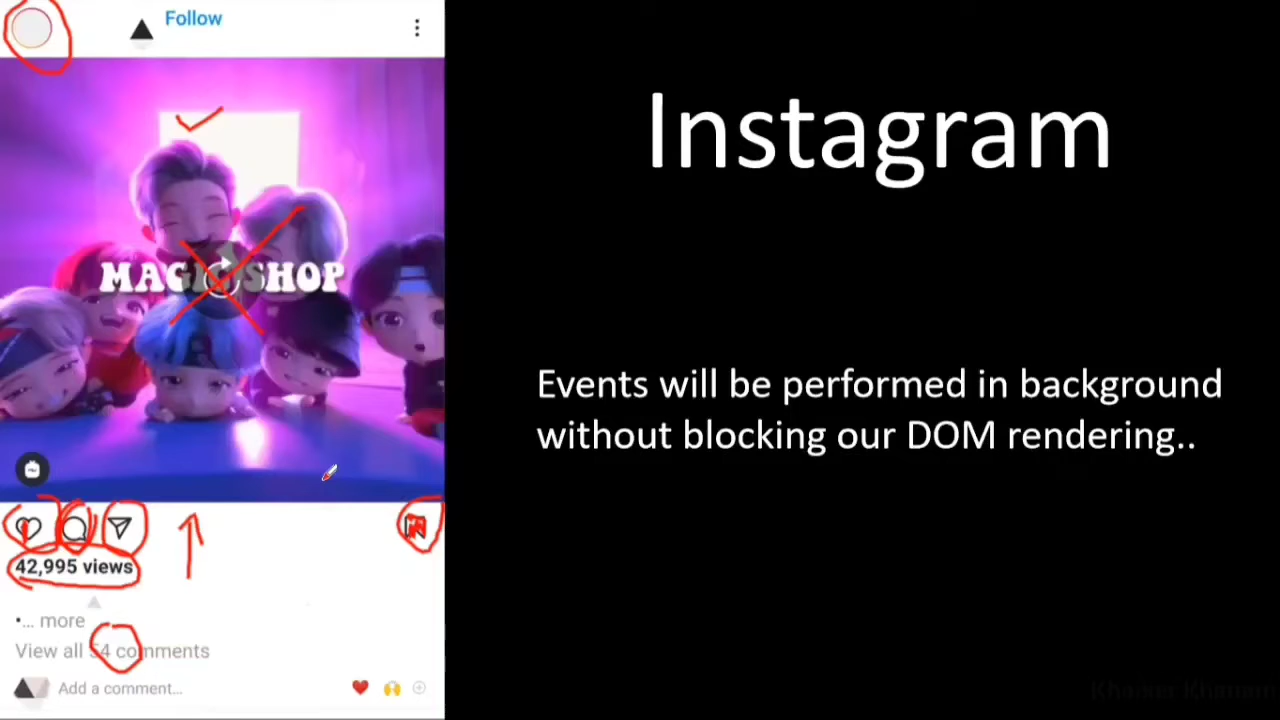 Follow
Instagram
MAGIC SHOP
Events will be performed in background
without blocking our DOM rendering..
42,995 views
•... more
View all 54 comments
Add a comment...